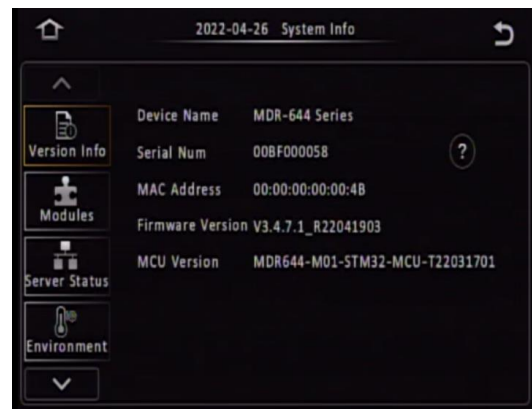 2022-04-26 System Info
Version Info
Modules
Server Status
Environment
Device Name MDR-644 Series
Serial Num 00BF000058
?
MAC Address 00:00:00:00:00:4B
Firmware Version V3.4.7.1_R22041903
MCU Version MDR644-M01-STM32-MCU-T22031701